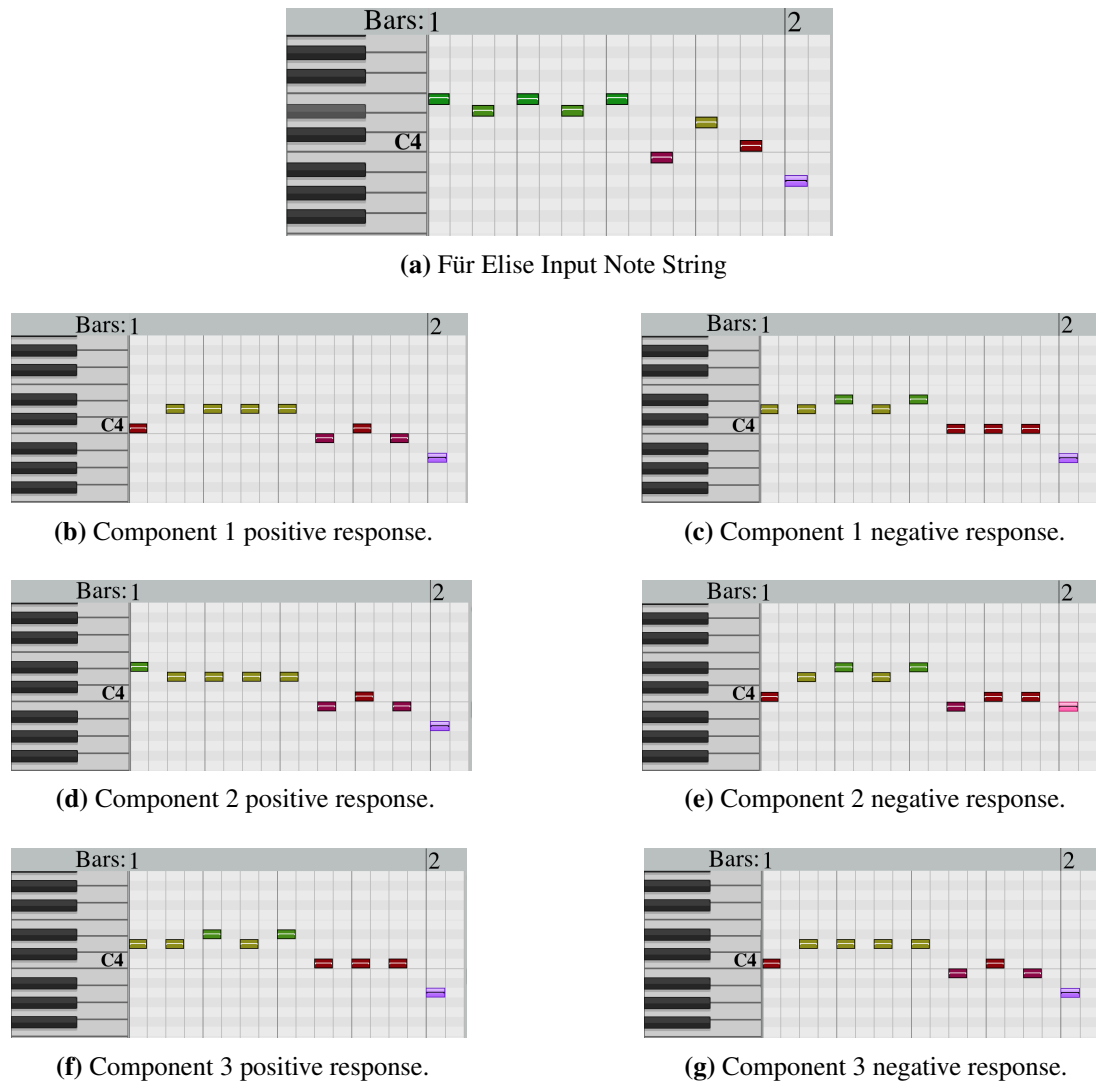 Bars: 1 2
C4
(a) Für Elise Input Note String
Bars: 1 2
C4
(b) Component 1 positive response.
Bars: 1 2
C4
(c) Component 1 negative response.
Bars: 1 2
C4
(d) Component 2 positive response.
Bars: 1 2
C4
(e) Component 2 negative response.
Bars: 1 2
C4
(f) Component 3 positive response.
Bars: 1 2
C4
(g) Component 3 negative response.